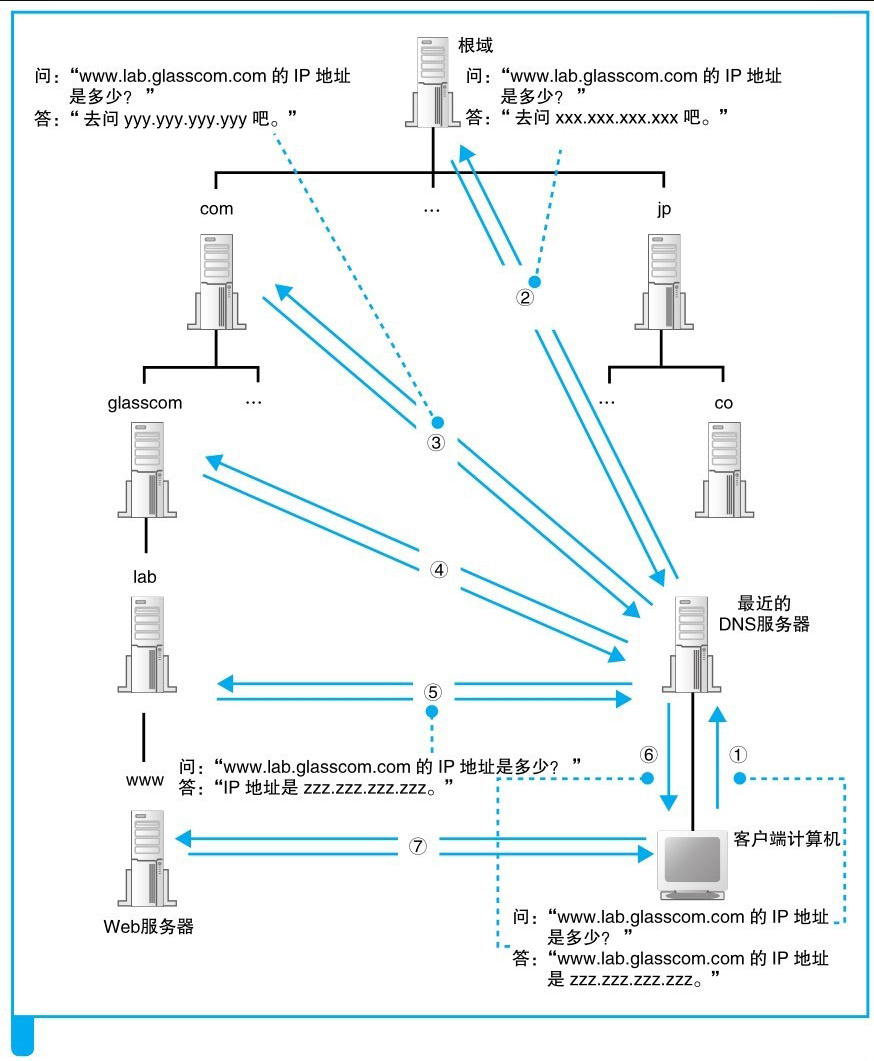 根域
问：“www.lab.glasscom.com 的 IP 地址
是多少？ ”
答：“ 去问 yyy.yyy.yyy.yyy 吧。”
问：“www.lab.glasscom.com 的 IP 地址
是多少？ ”
答：“ 去问 xxx.xxx.xxx.xxx 吧。”
com
…
jp
②
glasscom
…
…
co
③
④
lab
最近的
DNS服务器
⑤
⑥
①
问：“www.lab.glasscom.com 的 IP 地址是多少？ ”
答：“IP 地址是 zzz.zzz.zzz.zzz。”
www
客户端计算机
⑦
Web服务器
问：“www.lab.glasscom.com 的 IP 地址
是多少？ ”
答：“www.lab.glasscom.com 的 IP 地址
是 zzz.zzz.zzz.zzz。”